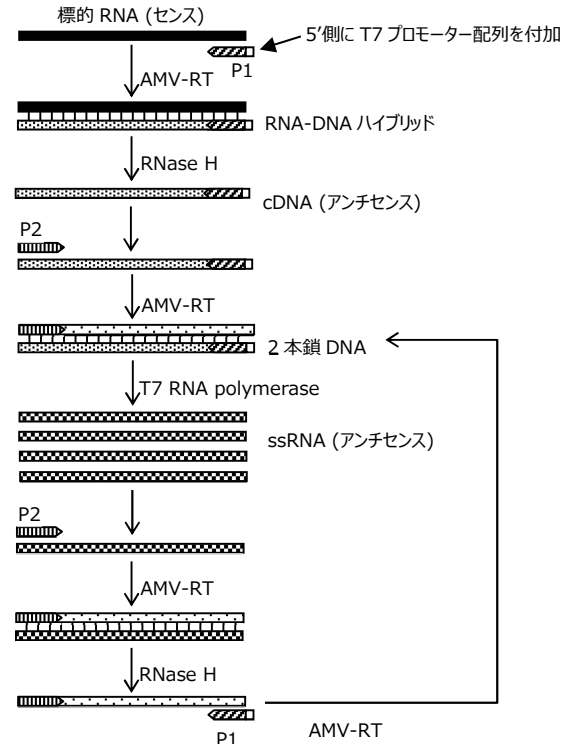 標的 RNA (センス)
5′側に T7 プロモーター配列を付加
P1
AMV-RT
RNA-DNA ハイブリッド
RNase H
cDNA (アンチセンス)
P2
AMV-RT
2 本鎖 DNA
T7 RNA polymerase
ssRNA (アンチセンス)
P2
AMV-RT
RNase H
P1
AMV-RT